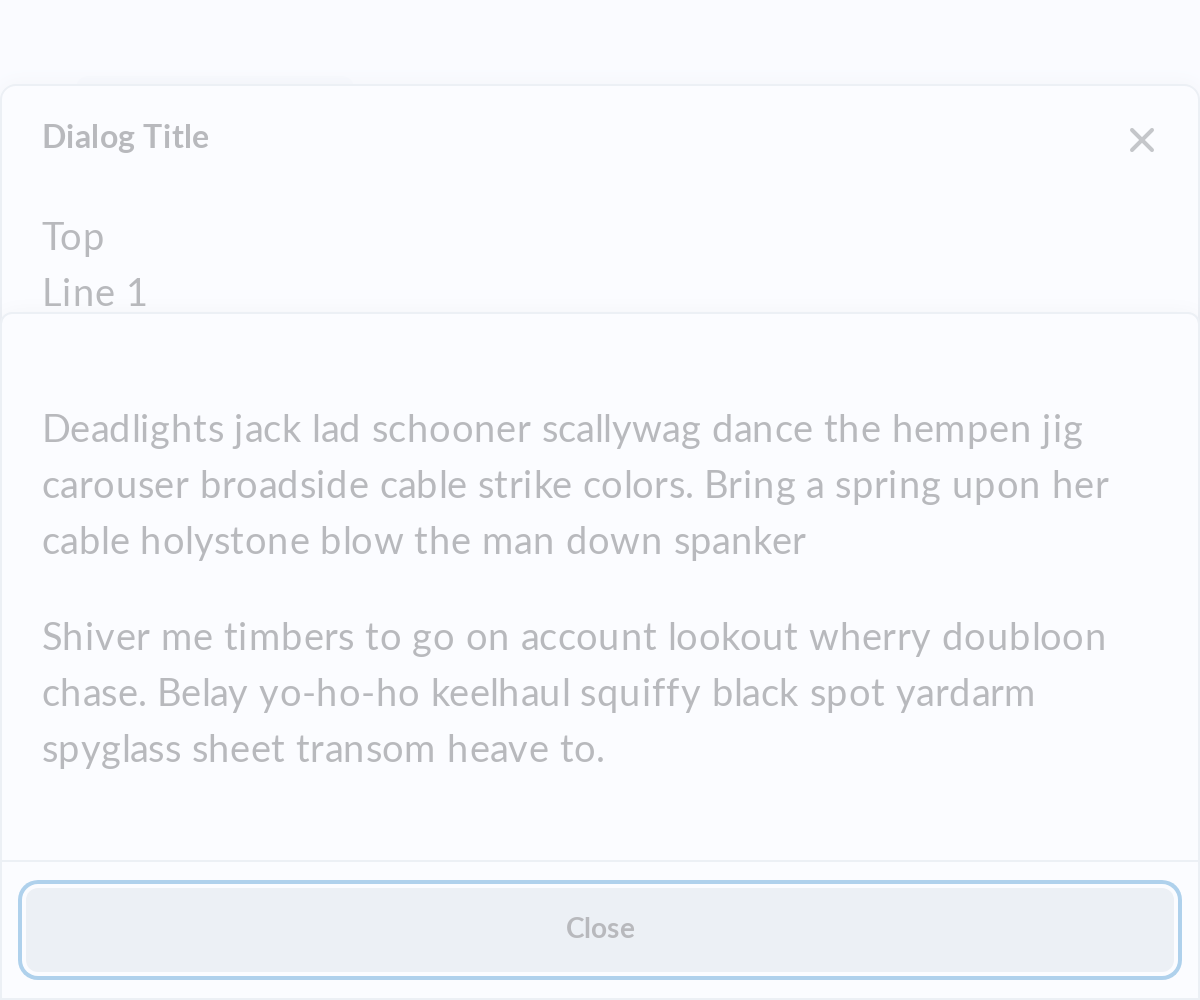 Dialog Title
Top
Line 1
Deadlights jack lad schooner scallywag dance the hempen jig
carouser broadside cable strike colors. Bring a spring upon her
cable holystone blow the man down spanker
Shiver me timbers to go on account lookout wherry doubloon
chase. Belay yo-ho-ho keelhaul squiffy black spot yardarm
spyglass sheet transom heave to.
Close